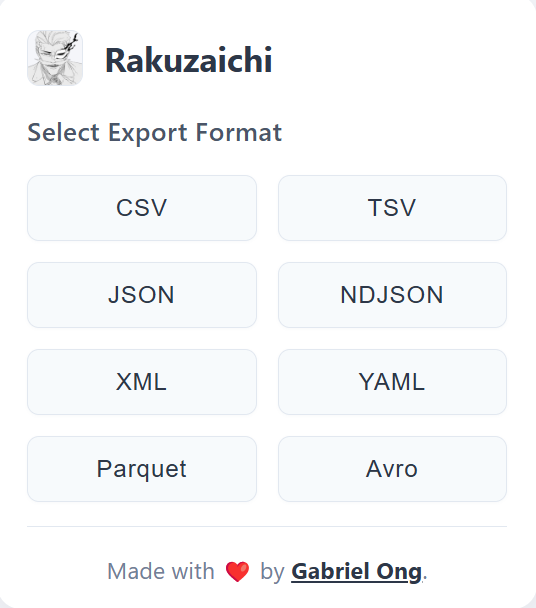 Rakuzaichi
Select Export Format
CSV TSV
JSON NDJSON
XML YAML
Parquet Avro
Made with ❤️ by Gabriel Ong.